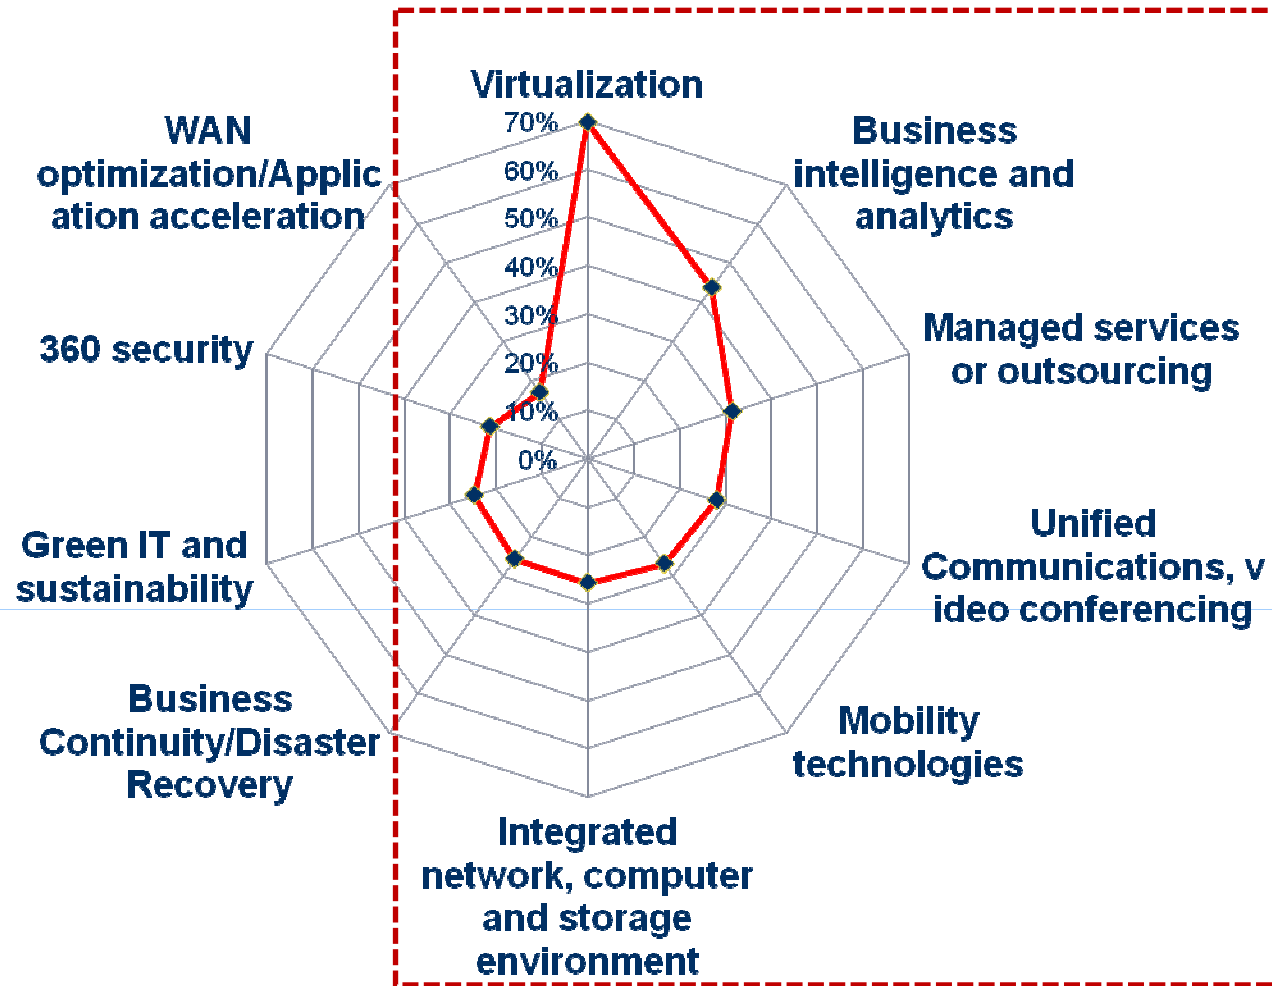 Virtualization
70%
60%
50%
40%
30%
20%
10%
0%
Business
intelligence and
analytics
Managed services
or outsourcing
Unified
Communications, v
ideo conferencing
Mobility
technologies
Integrated
network, computer
and storage
environment
Business
Continuity/Disaster
Recovery
Green IT and
sustainability
360 security
WAN
optimization/Applic
ation acceleration